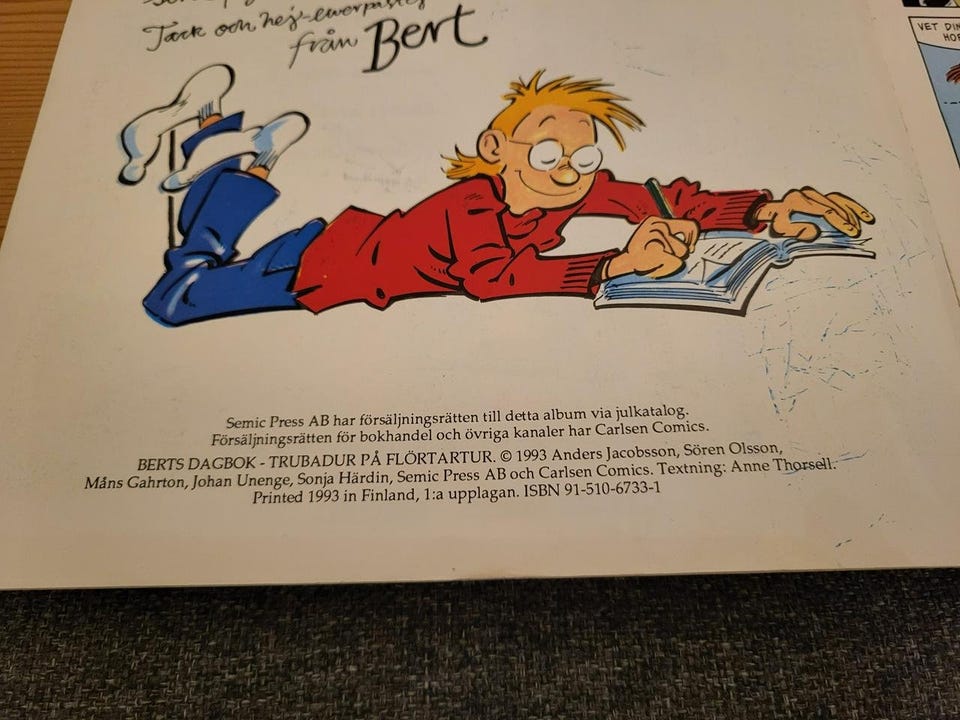 Tack och hej-
från Bert
VET DIN
Semic Press AB har försäljningsrätten till detta album via julkatalog.
Försäljningsrätten för bokhandel och övriga kanaler har Carlsen Comics.
BERTS DAGBOK - TRUBADUR PÅ FLÖRTARTUR. © 1993 Anders Jacobsson, Sören Olsson,
Måns Gahrton, Johan Unenge, Sonja Härdin, Semic Press AB och Carlsen Comics. Textning: Anne Thorsell.
Printed 1993 in Finland, 1:a upplagan. ISBN 91-510-6733-1